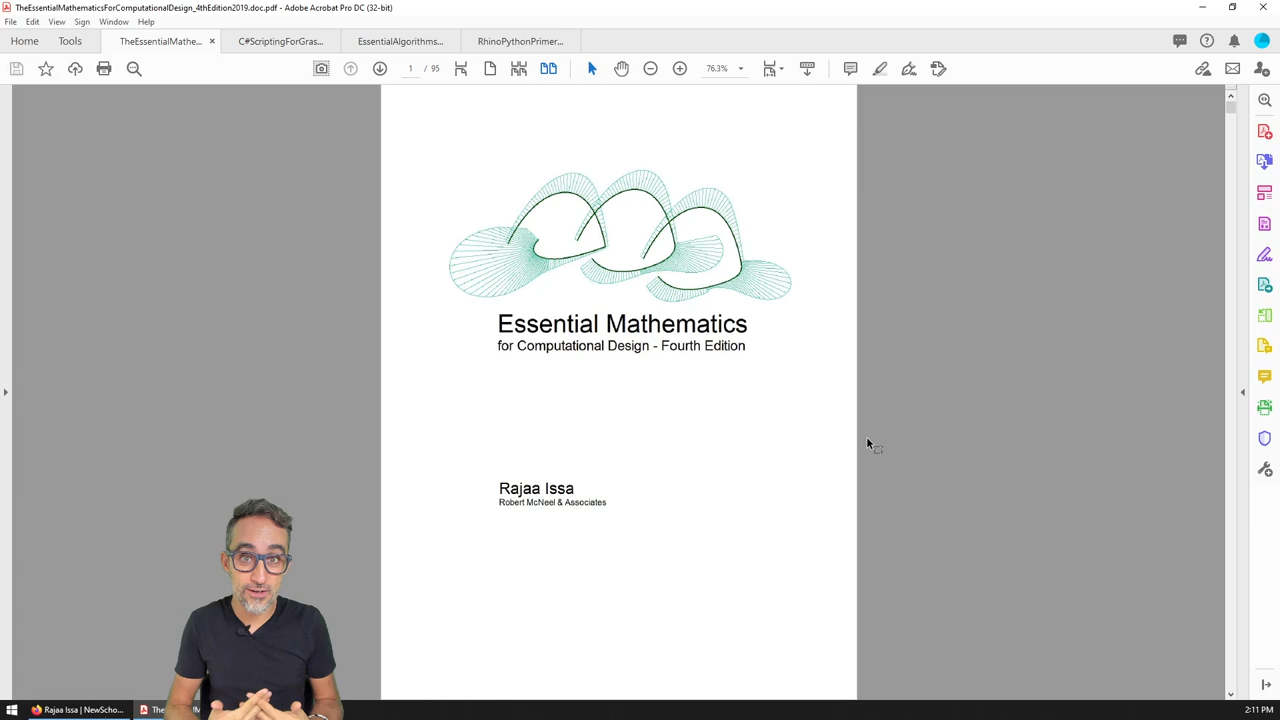 TheEssentialMathematicsForComputationalDesign_4thEdition2019.doc.pdf - Adobe Acrobat Pro DC (32-bit)
File Edit View Sign Window Help
Home Tools TheEssentialMathe... × C#ScriptingForGras... EssentialAlgorithms... RhinoPythonPrimer...
1 / 95 76.3%
Essential Mathematics
for Computational Design - Fourth Edition
Rajaa Issa
Robert McNeel & Associates
Rajaa Issa | NewScho... 2:11 PM